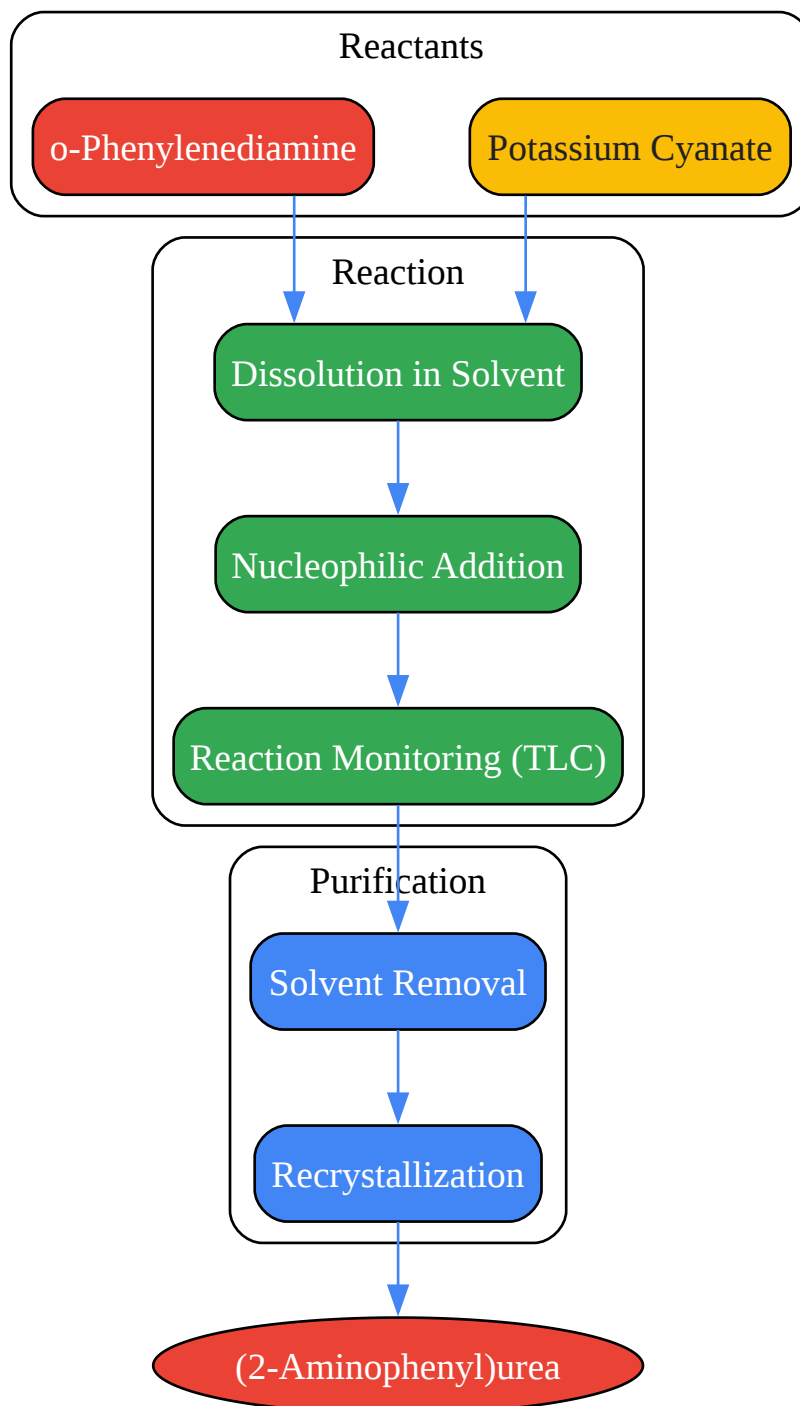 Reactants
o-Phenylenediamine
Potassium Cyanate
Reaction
Dissolution in Solvent
Nucleophilic Addition
Reaction Monitoring (TLC)
Purification
Solvent Removal
Recrystallization
(2-Aminophenyl)urea